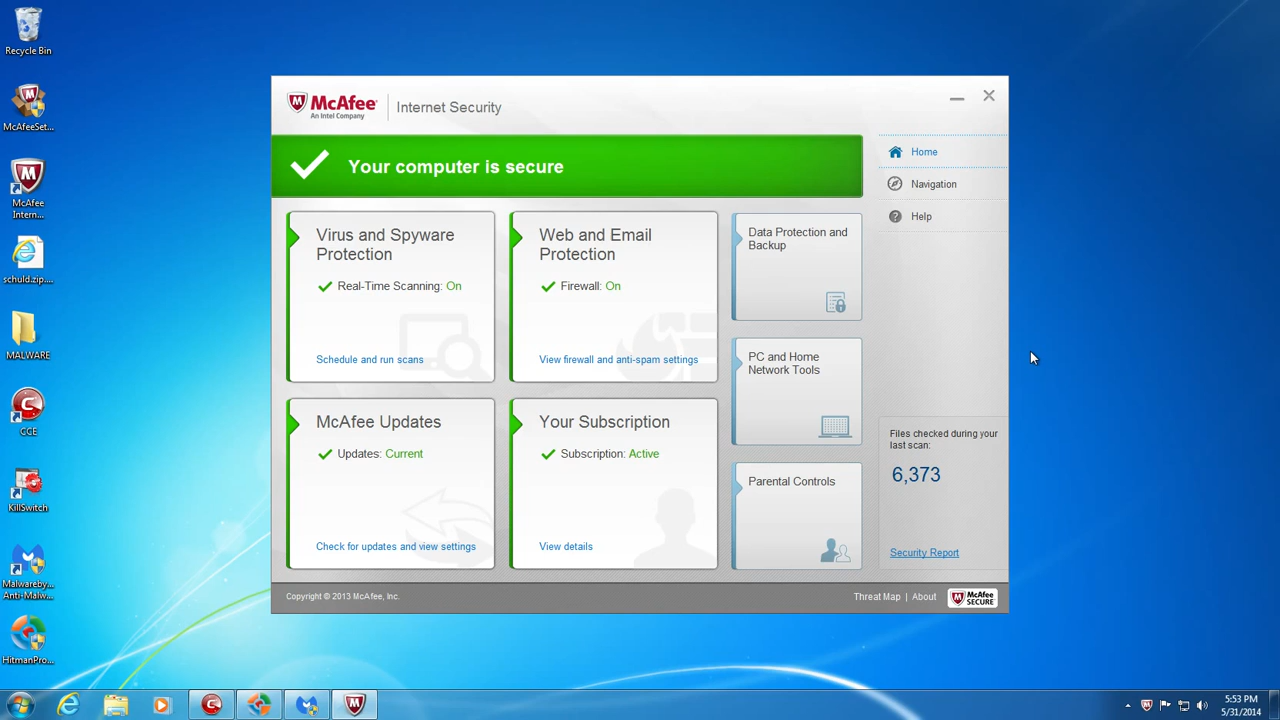 Recycle Bin
McAfeeSet...
McAfee
Intern...
schuld.zip....
MALWARE
CCE
KillSwitch
Malwareby...
Anti-Malw...
HitmanPro...
McAfee
An Intel Company
Internet Security
Your computer is secure
Virus and Spyware
Protection
Real-Time Scanning: On
Schedule and run scans
Web and Email
Protection
Firewall: On
View firewall and anti-spam settings
Data Protection and
Backup
PC and Home
Network Tools
McAfee Updates
Updates: Current
Check for updates and view settings
Your Subscription
Subscription: Active
View details
Parental Controls
Home
Navigation
Help
Files checked during your
last scan:
6,373
Security Report
Copyright © 2013 McAfee, Inc.
Threat Map | About
McAfee
SECURE
5:53 PM
5/31/2014